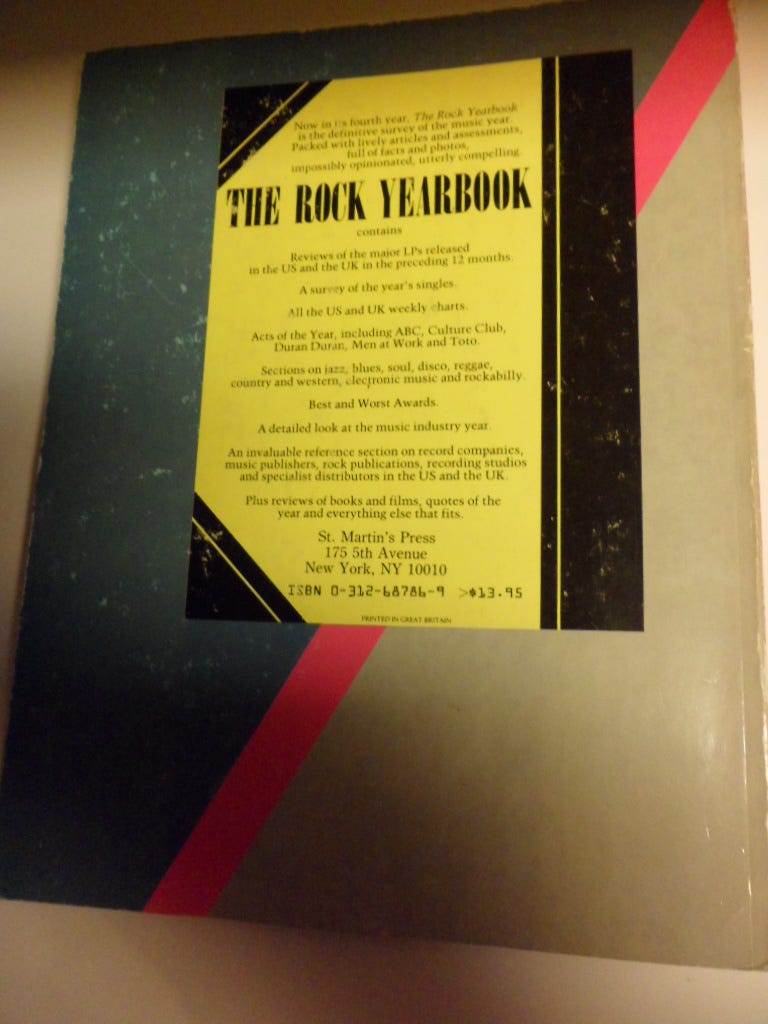 Now in its fourth year, The Rock Yearbook
is the definitive survey of the music year.
Packed with lively articles and assessments,
full of facts and photos,
impossibly opinionated, utterly compelling.
THE ROCK YEARBOOK
contains
Reviews of the major LPs released
in the US and the UK in the preceding 12 months.
A survey of the year's singles.
All the US and UK weekly charts.
Acts of the Year, including ABC, Culture Club,
Duran Duran, Men at Work and Toto.
Sections on jazz, blues, soul, disco, reggae,
country and western, electronic music and rockabilly.
Best and Worst Awards.
A detailed look at the music industry year.
An invaluable reference section on record companies,
music publishers, rock publications, recording studios
and specialist distributors in the US and the UK.
Plus reviews of books and films, quotes of the
year and everything else that fits.
St. Martin's Press
175 5th Avenue
New York, NY 10010
ISBN 0-312-68786-9 >$13.95
PRINTED IN GREAT BRITAIN